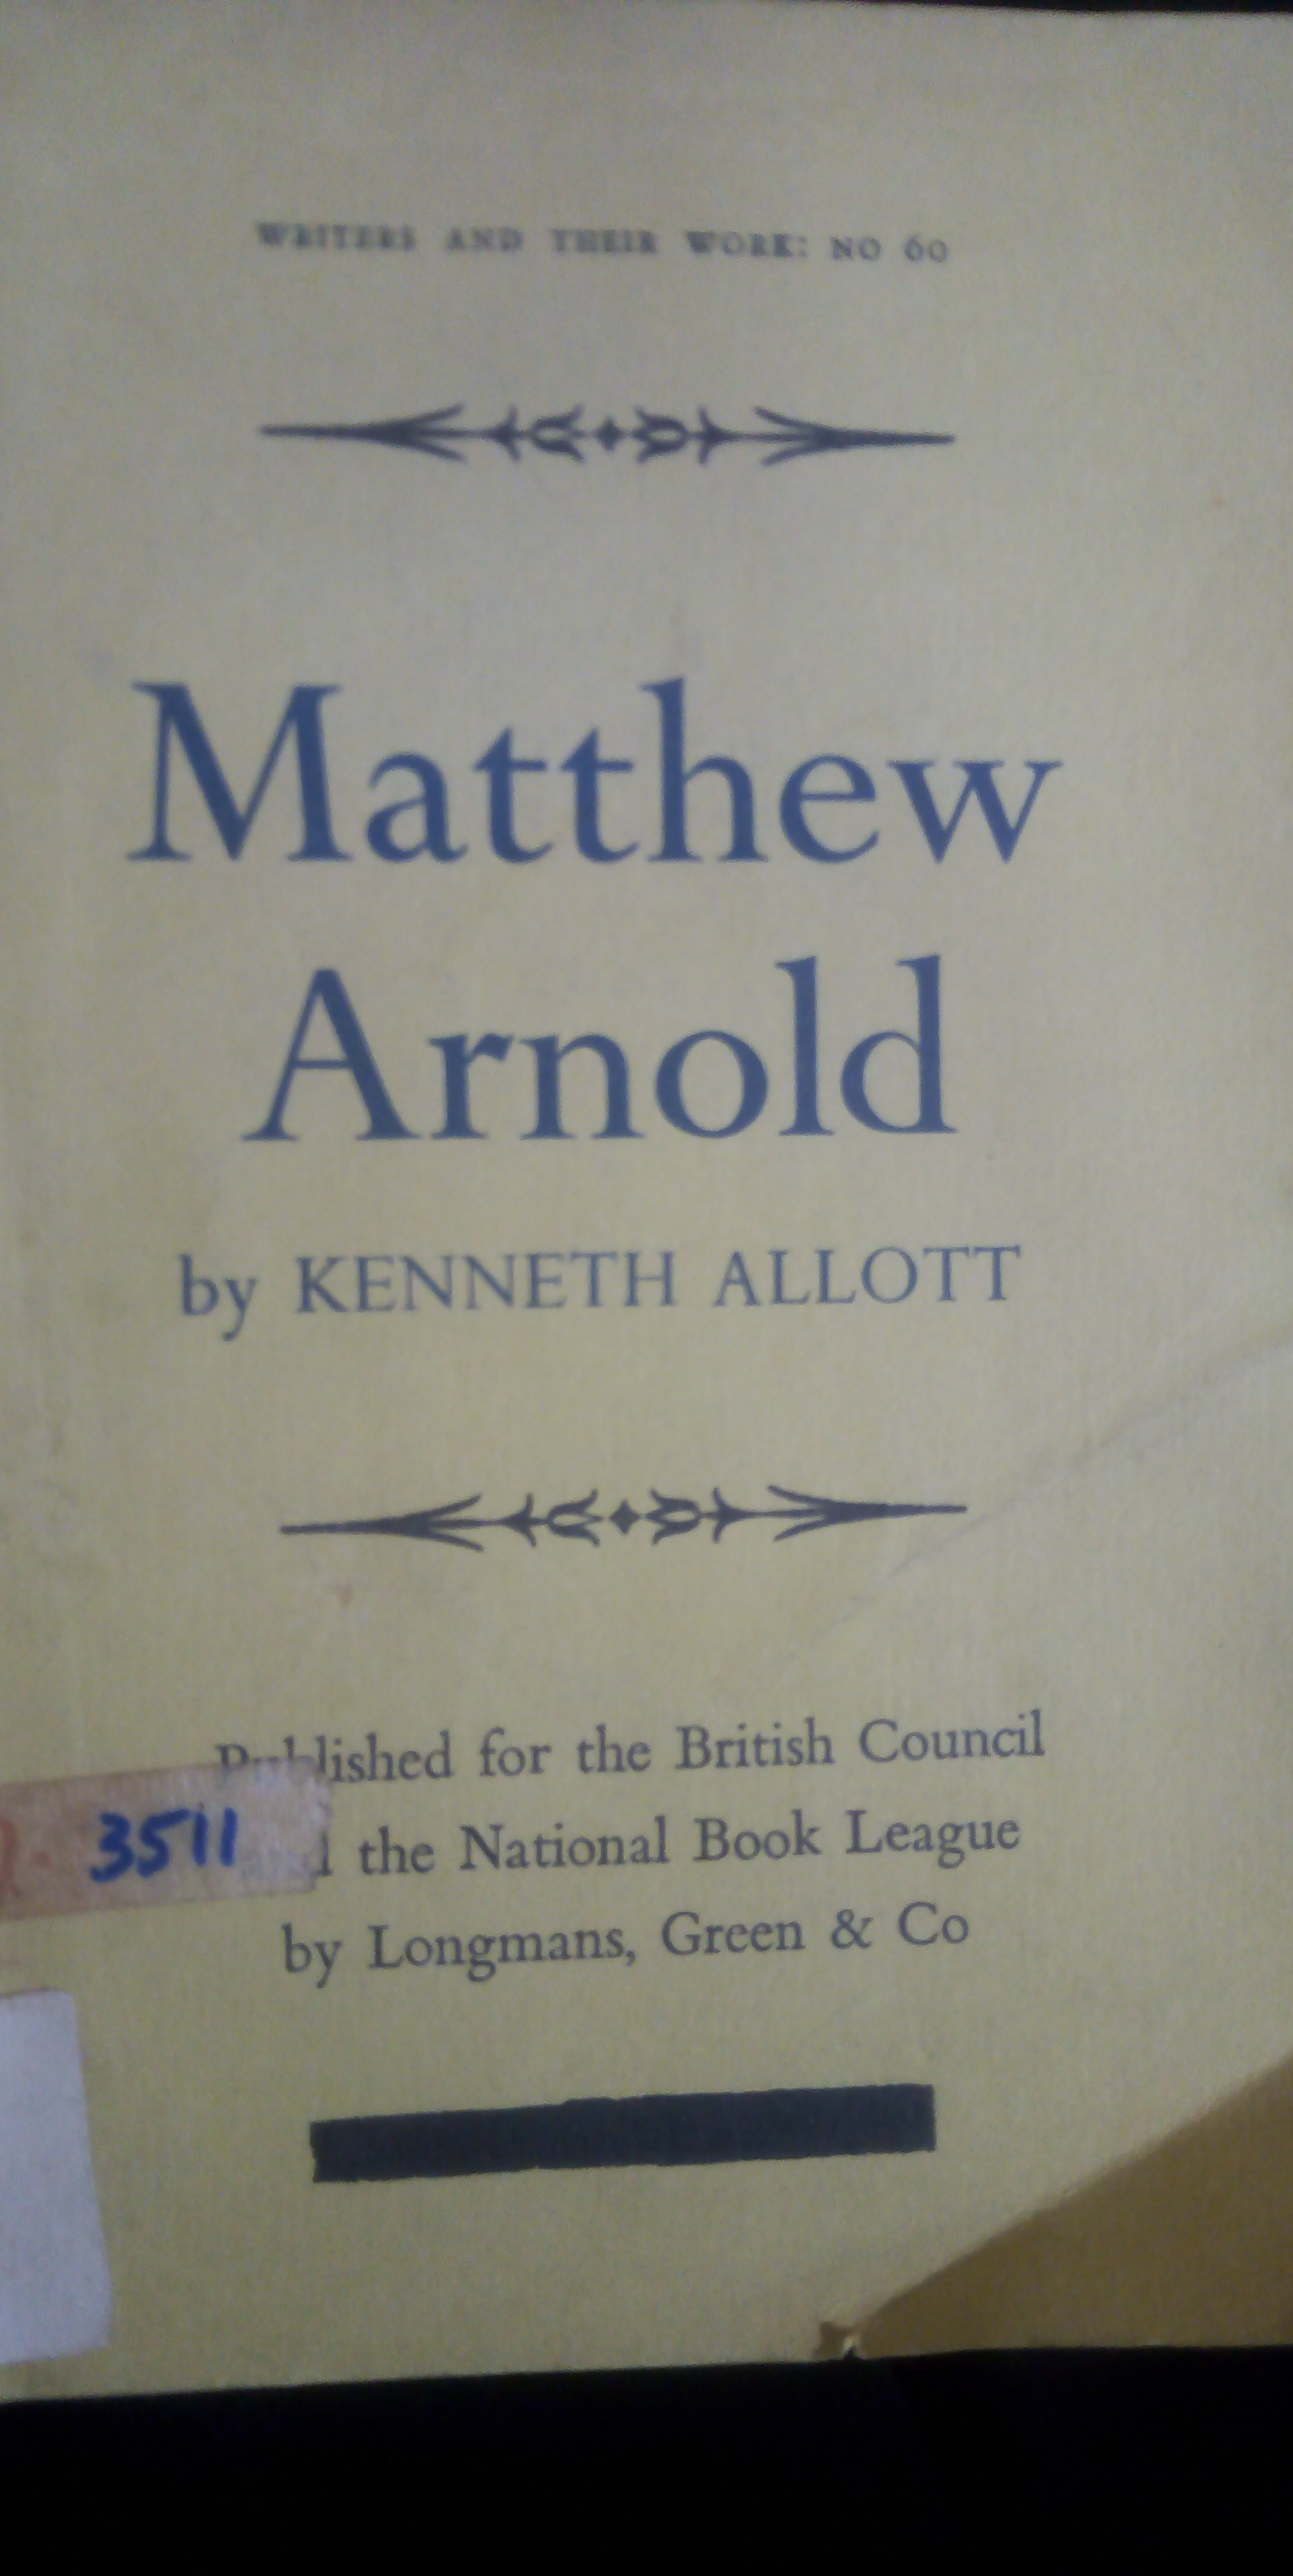 WRITERS AND THEIR WORK: NO 60
Matthew
Arnold
by KENNETH ALLOTT
Published for the British Council
3511
the National Book League
by Longmans, Green & Co